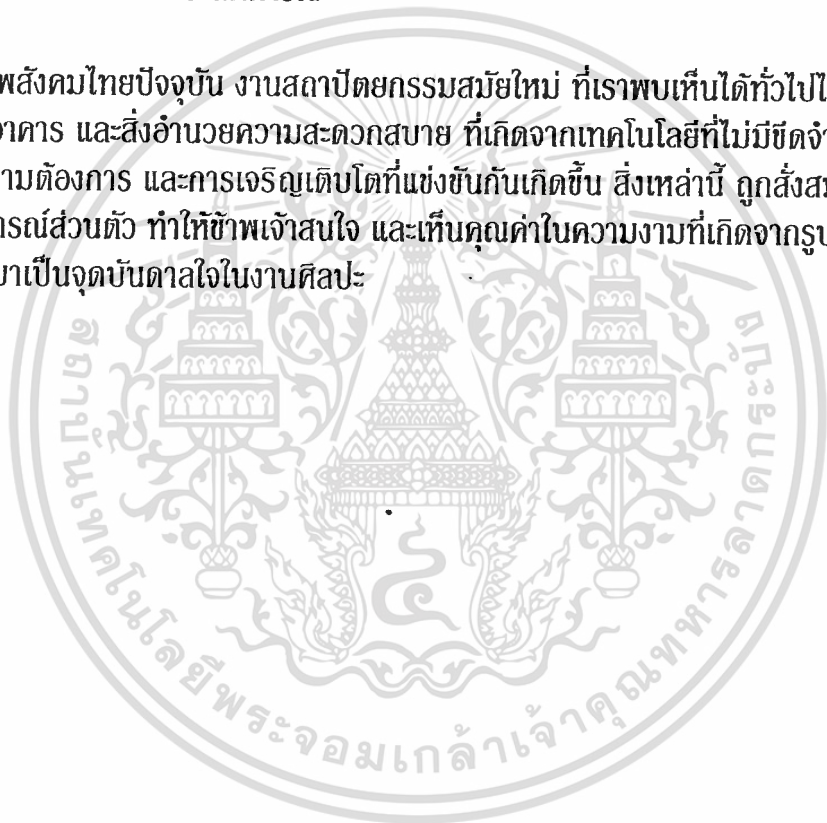 พสังคมไทยปัจจุบัน งานสถาปัตยกรรมสมัยใหม่ ที่เราพบเห็นได้ทั่วไปไ
อาคาร และสิ่งอำนวยความสะดวกสบาย ที่เกิดจากเทคโนโลยีที่ไม่มีขีดจำ
ามต้องการ และการเจริญเติบโตที่แข่งขันกันเกิดขึ้น สิ่งเหล่านี้ ถูกสั่งสม
ารณ์ส่วนตัว ทำให้ข้าพเจ้าสนใจ และเห็นคุณค่าในความงามที่เกิดจากรูป
มาเป็นจุดบันดาลใจในงานศิลปะ
สถาบันเทคโนโลยีพระจอมเกล้าเจ้าคุณทหารลาดกระบัง